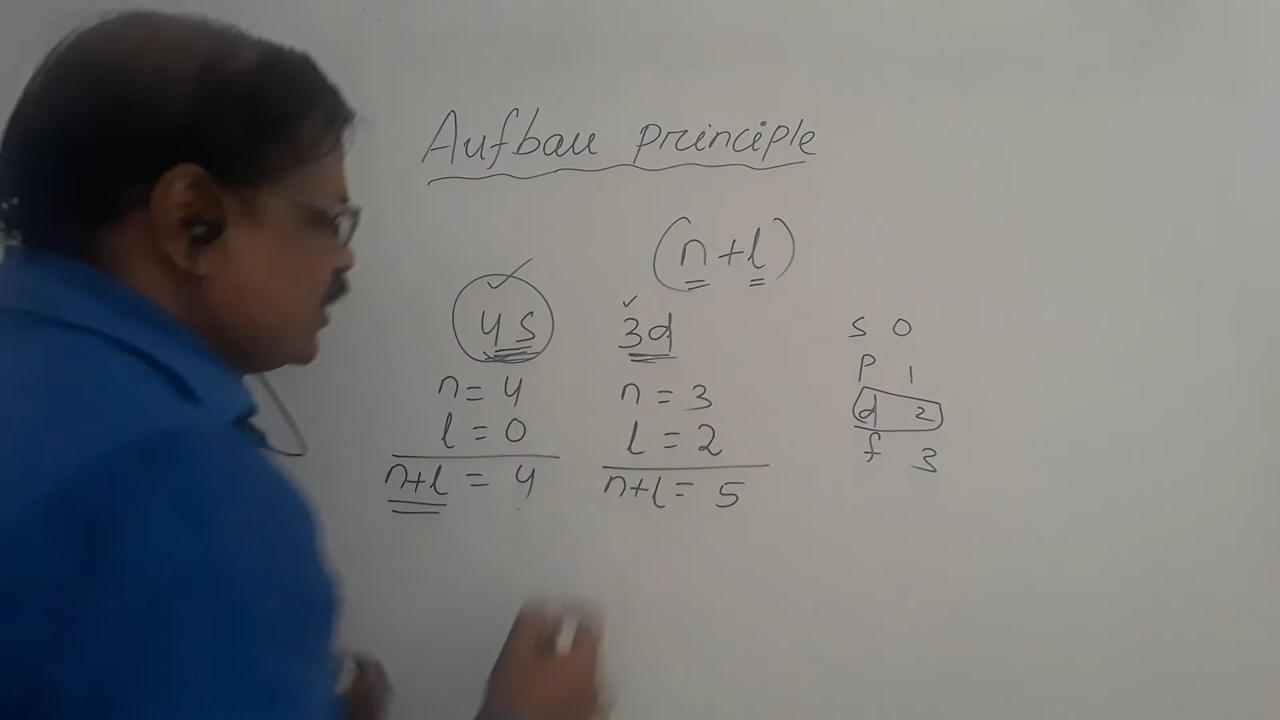 Aufbau principle
(n+l)
4s 3d
n = 4 n = 3
l = 0 l = 2
n+l = 4 n+l = 5
s 0
p 1
d 2
f 3